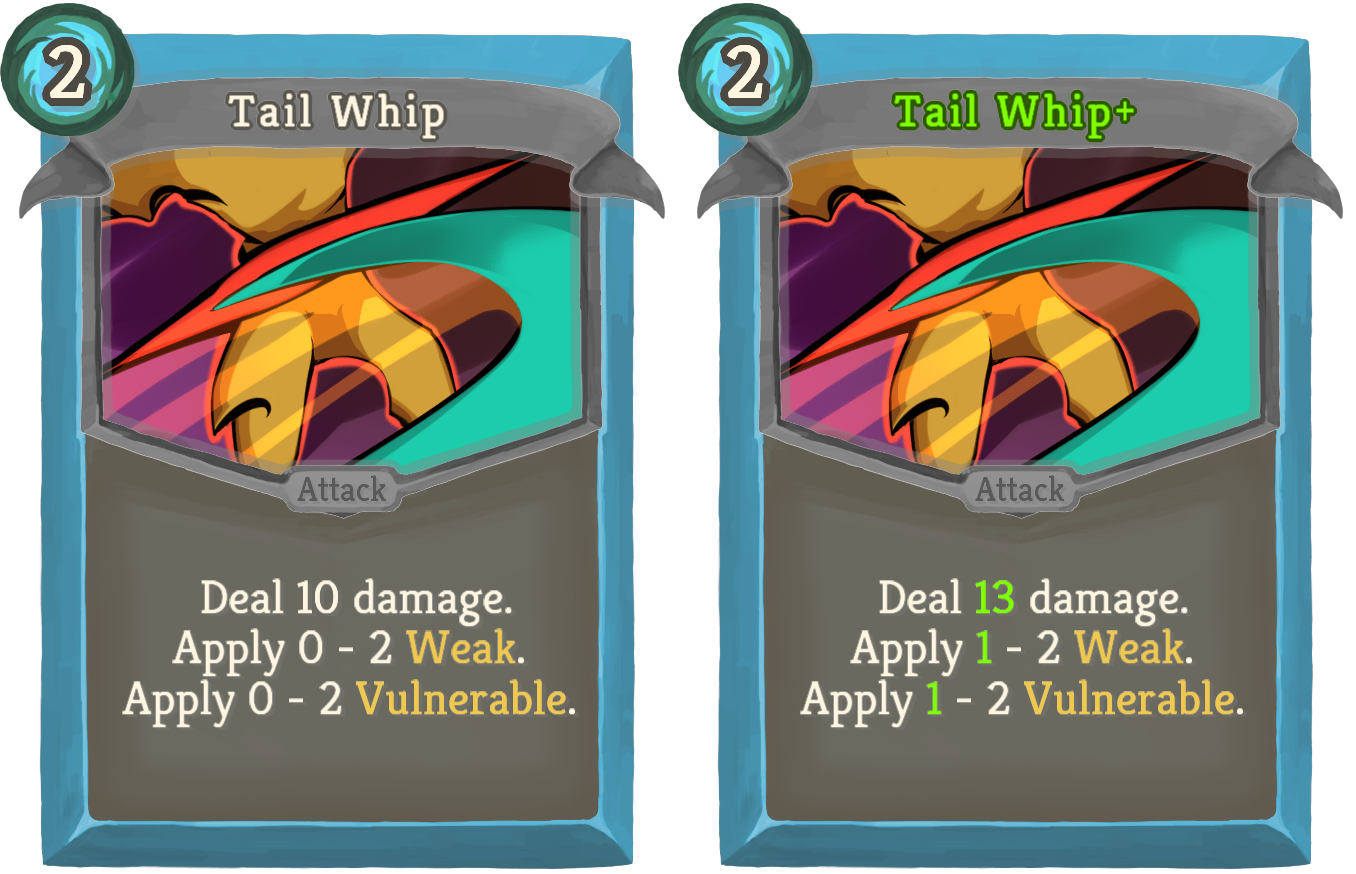 2
Tail Whip
Attack
Deal 10 damage.
Apply 0 - 2 Weak.
Apply 0 - 2 Vulnerable.
2
Tail Whip+
Attack
Deal 13 damage.
Apply 1 - 2 Weak.
Apply 1 - 2 Vulnerable.